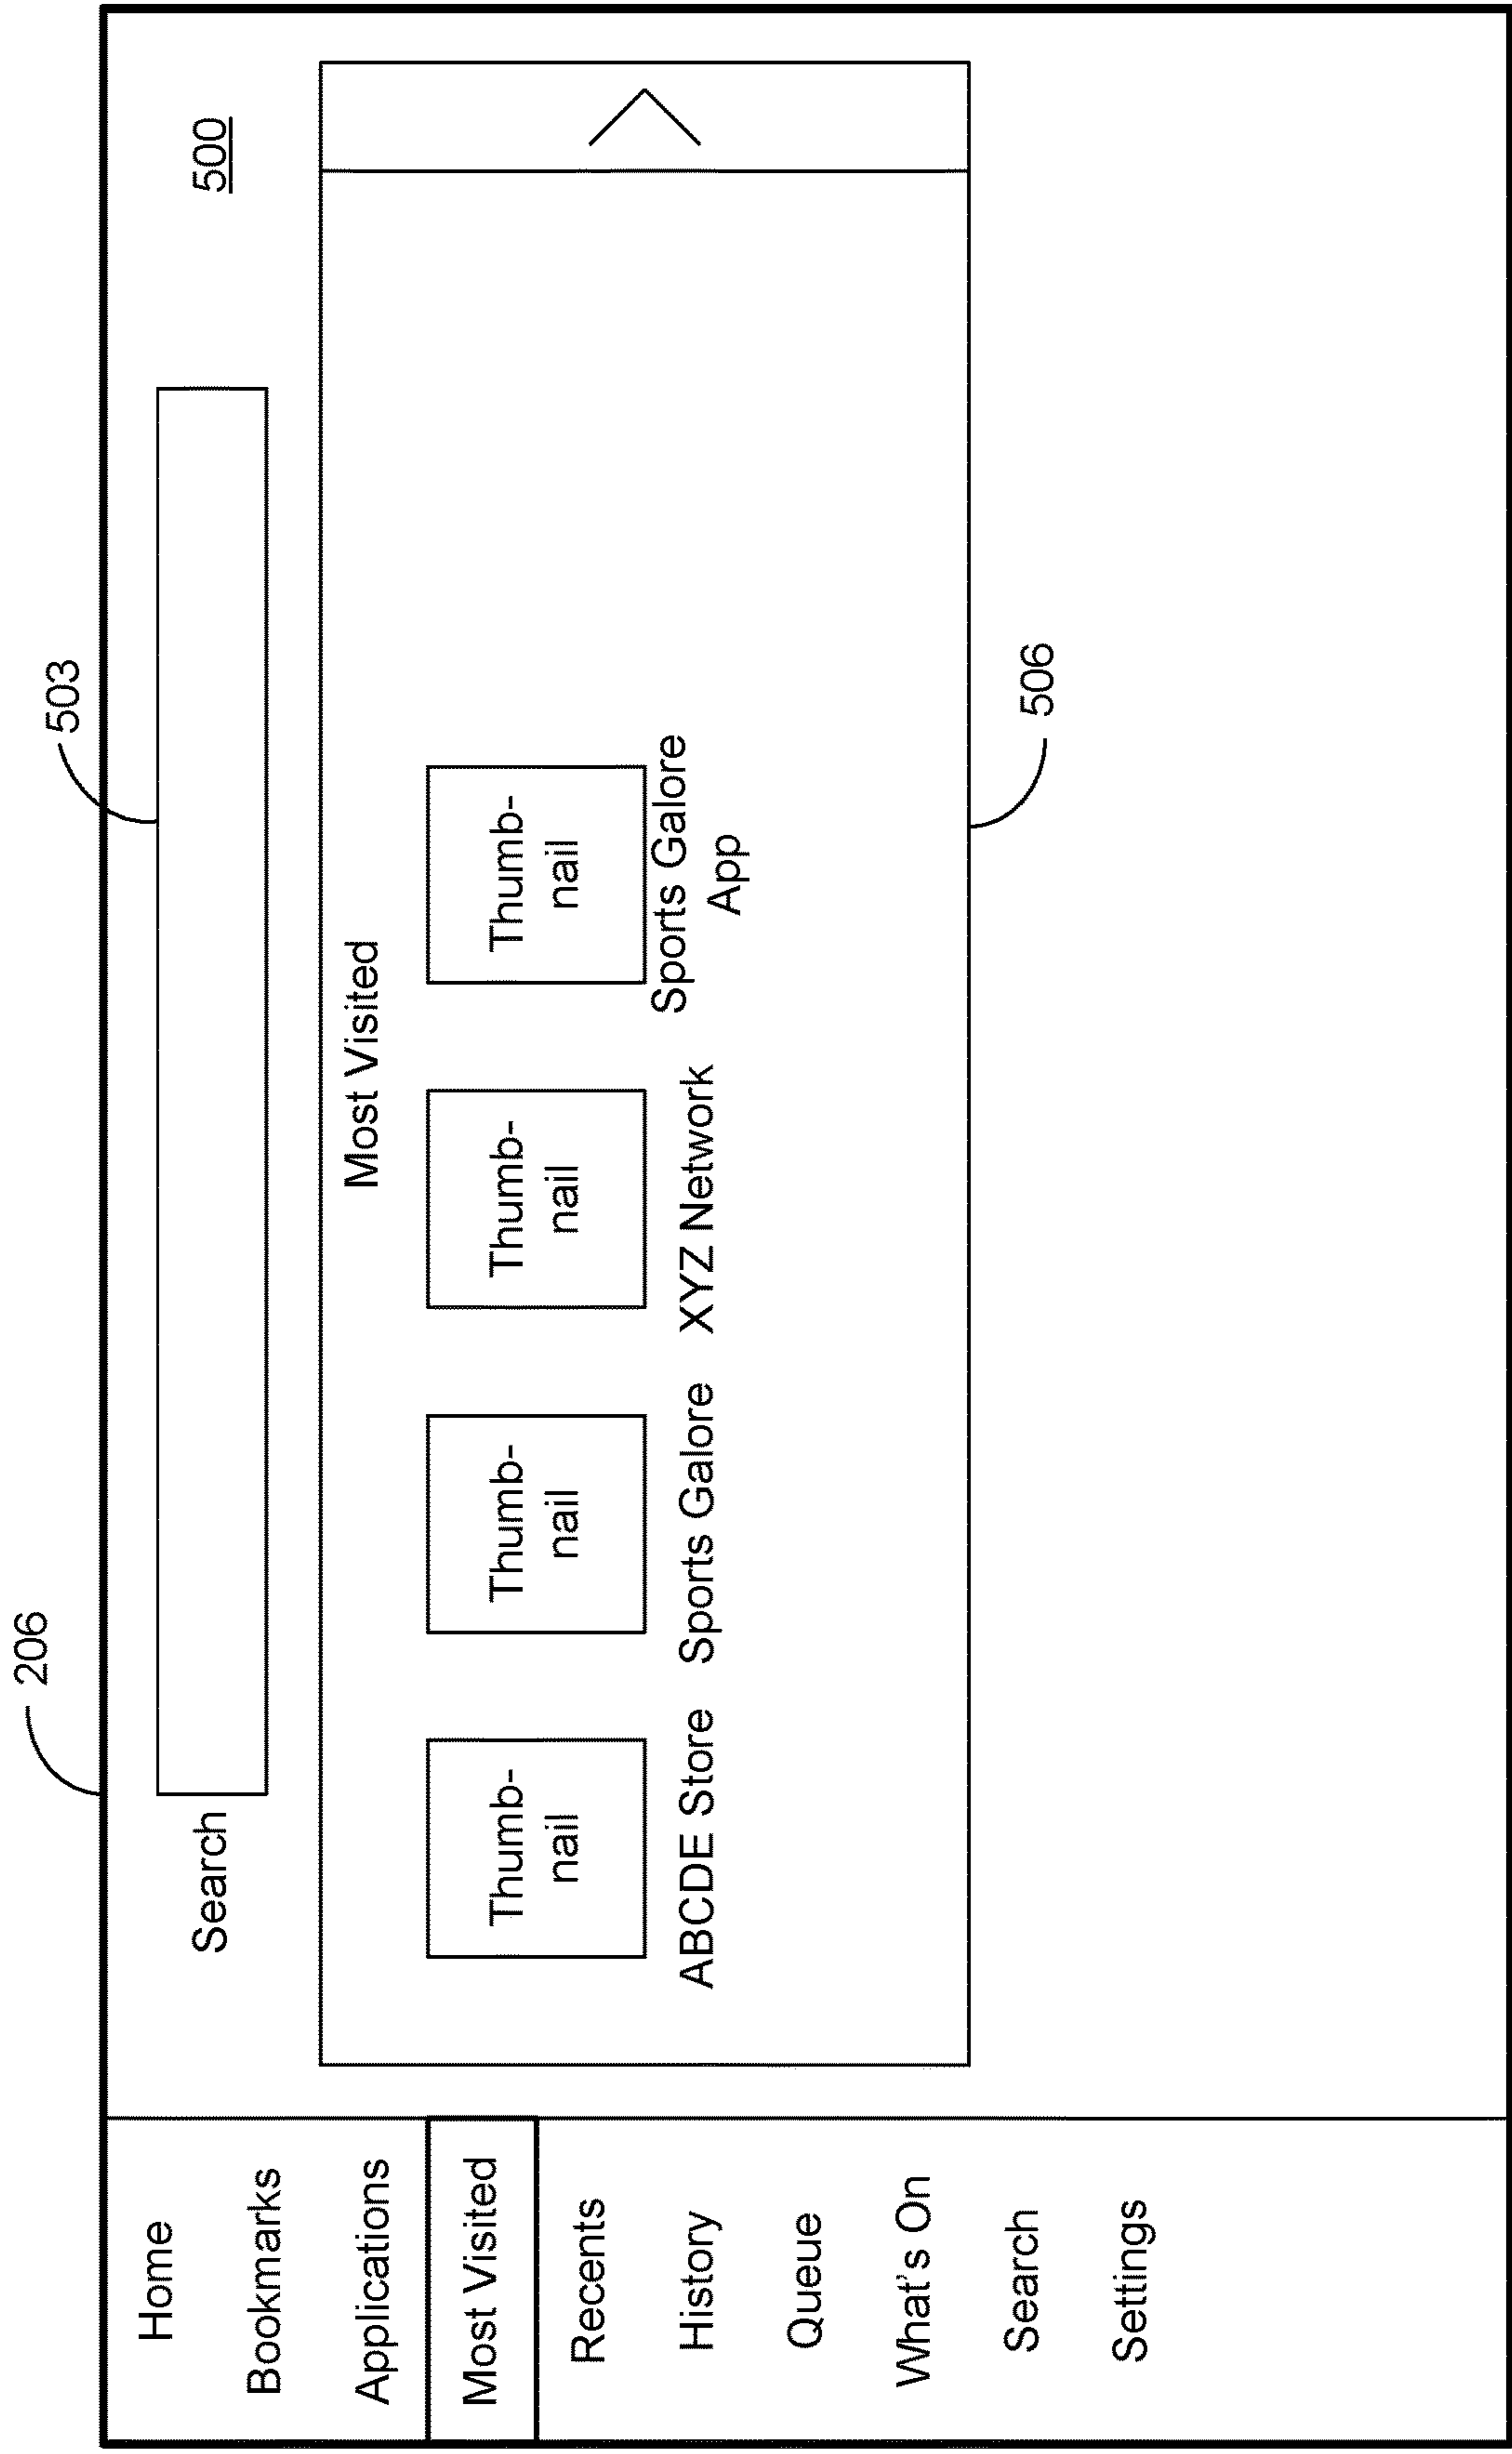 206
503
500
Home
Bookmarks
Applications
Most Visited
Recents
History
Queue
What's On
Search
Settings
Search
Most Visited
Thumb-
nail
ABCDE Store
Thumb-
nail
Sports Galore
Thumb-
nail
XYZ Network
Thumb-
nail
Sports Galore
App
506